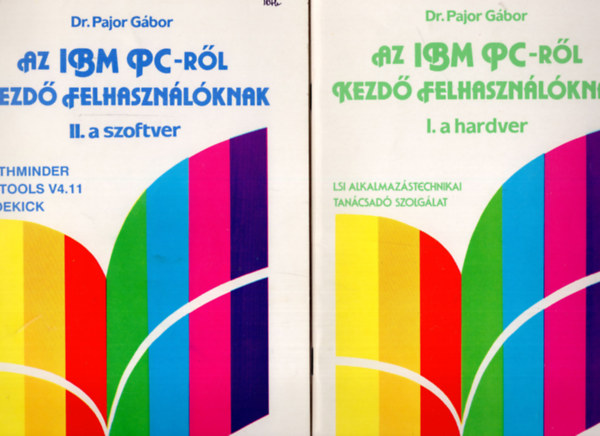 Dr. Pajor Gábor
AZ IBM PC-RŐL
EZDŐ FELHASZNÁLÓKNAK
II. a szoftver
THMINDER
TOOLS V4.11
DEKICK
Dr. Pajor Gábor
AZ IBM PC-RŐL
KEZDŐ FELHASZNÁLÓKNA
I. a hardver
LSI ALKALMAZÁSTECHNIKAI
TANÁCSADÓ SZOLGÁLAT